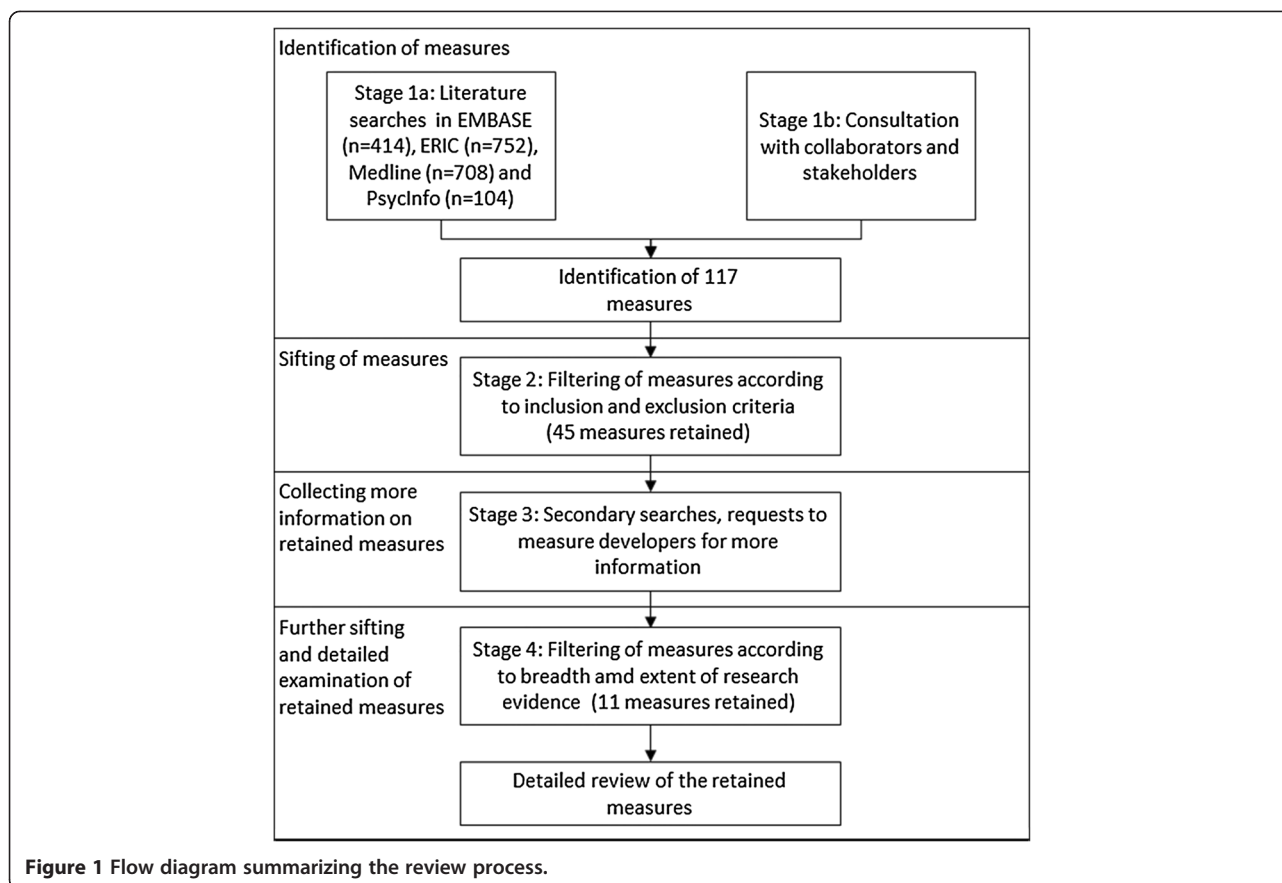 Identification of measures
Stage 1a: Literature
searches in EMBASE
(n=414), ERIC (n=752),
Medline (n=708) and
PsycInfo (n=104)
Stage 1b: Consultation
with collaborators and
stakeholders
Identification of 117
measures
Sifting of measures
Stage 2: Filtering of measures according
to inclusion and exclusion criteria
(45 measures retained)
Collecting more
information on
retained measures
Stage 3: Secondary searches, requests to
measure developers for more
information
Further sifting
and detailed
examination of
retained measures
Stage 4: Filtering of measures according
to breadth amd extent of research
evidence (11 measures retained)
Detailed review of the retained
measures
Figure 1 Flow diagram summarizing the review process.